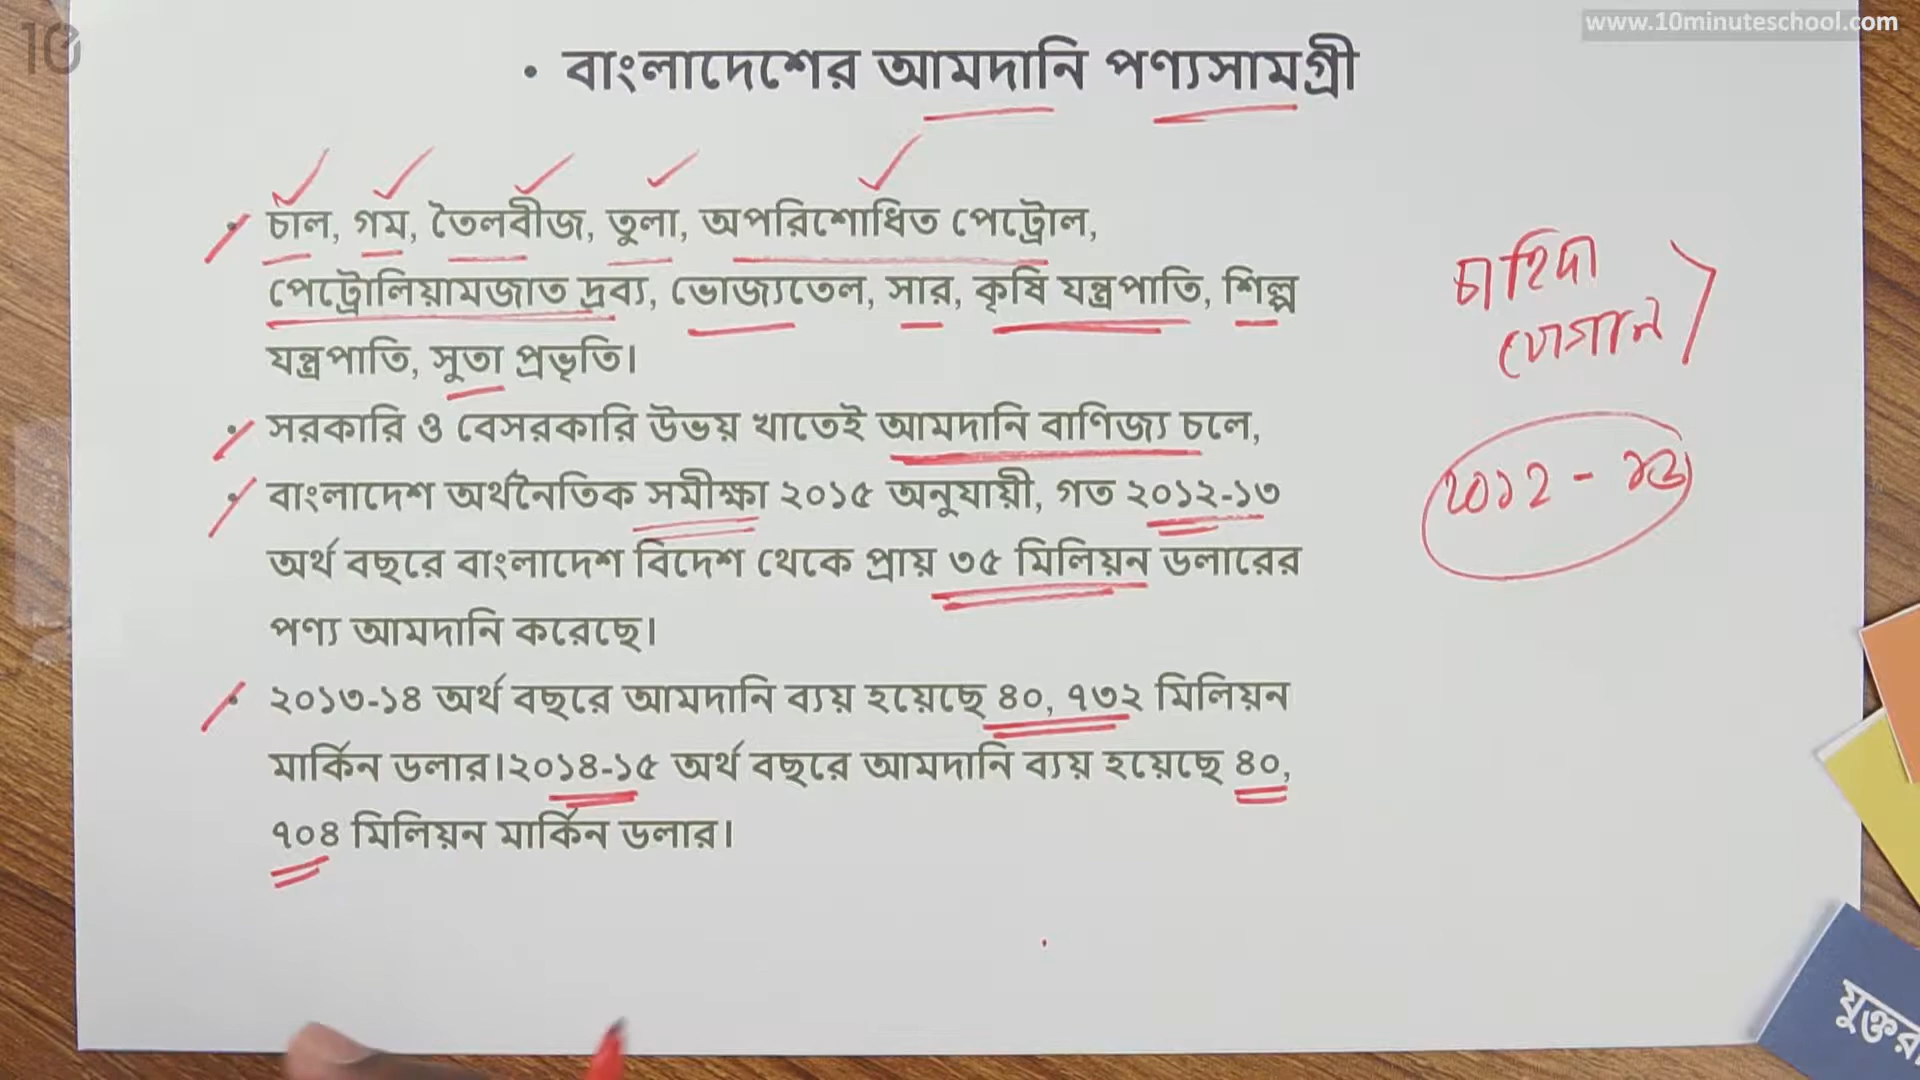 10
www.10minuteschool.com
• বাংলাদেশের আমদানি পণ্যসামগ্রী
• চাল, গম, তৈলবীজ, তুলা, অপরিশোধিত পেট্রোল,
পেট্রোলিয়ামজাত দ্রব্য, ভোজ্যতেল, সার, কৃষি যন্ত্রপাতি, শিল্প
যন্ত্রপাতি, সুতা প্রভৃতি।
• সরকারি ও বেসরকারি উভয় খাতেই আমদানি বাণিজ্য চলে,
• বাংলাদেশ অর্থনৈতিক সমীক্ষা ২০১৫ অনুযায়ী, গত ২০১২-১৩
অর্থ বছরে বাংলাদেশ বিদেশ থেকে প্রায় ৩৫ মিলিয়ন ডলারের
পণ্য আমদানি করেছে।
• ২০১৩-১৪ অর্থ বছরে আমদানি ব্যয় হয়েছে ৪০, ৭৩২ মিলিয়ন
মার্কিন ডলার।২০১৪-১৫ অর্থ বছরে আমদানি ব্যয় হয়েছে ৪০,
৭০৪ মিলিয়ন মার্কিন ডলার।
চাহিদা
যোগান
২০১২ - ১৩